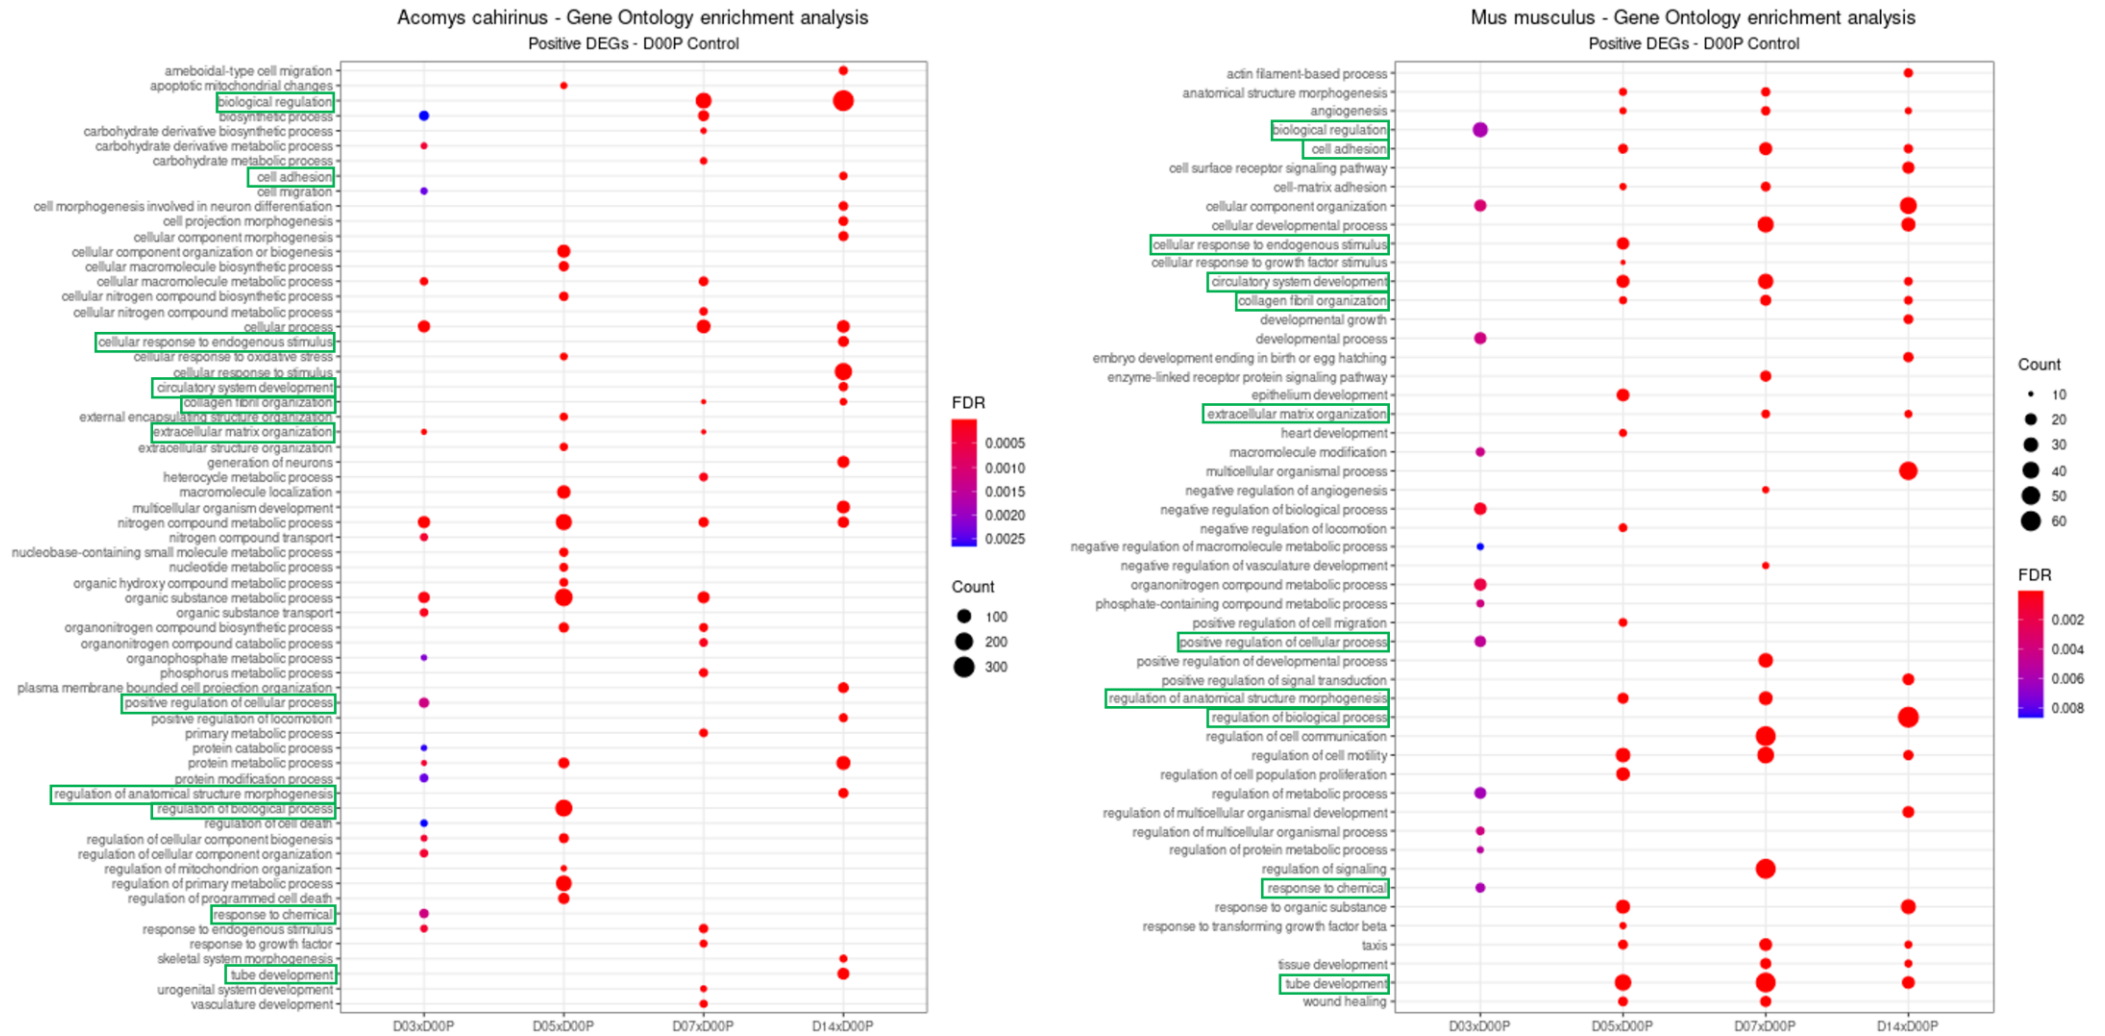 Acomys cahirinus - Gene Ontology enrichment analysis
Positive DEGs - D00P Control
ameboidal-type cell migration
apoptotic mitochondrial changes
biological regulation
biosynthetic process
carbohydrate derivative biosynthetic process
carbohydrate derivative metabolic process
carbohydrate metabolic process
cell adhesion
cell migration
cell morphogenesis involved in neuron differentiation
cell projection morphogenesis
cellular component morphogenesis
cellular component organization or biogenesis
cellular macromolecule biosynthetic process
cellular macromolecule metabolic process
cellular nitrogen compound biosynthetic process
cellular nitrogen compound metabolic process
cellular process
cellular response to endogenous stimulus
cellular response to oxidative stress
cellular response to stimulus
circulatory system development
collagen fibril organization
external encapsulating structure organization
extracellular matrix organization
extracellular structure organization
generation of neurons
heterocycle metabolic process
macromolecule localization
multicellular organism development
nitrogen compound metabolic process
nitrogen compound transport
nucleobase-containing small molecule metabolic process
nucleotide metabolic process
organic hydroxy compound metabolic process
organic substance metabolic process
organic substance transport
organonitrogen compound biosynthetic process
organonitrogen compound catabolic process
organophosphate metabolic process
phosphorus metabolic process
plasma membrane bounded cell projection organization
positive regulation of cellular process
positive regulation of locomotion
primary metabolic process
protein catabolic process
protein metabolic process
protein modification process
regulation of anatomical structure morphogenesis
regulation of biological process
regulation of cell death
regulation of cellular component biogenesis
regulation of cellular component organization
regulation of mitochondrion organization
regulation of primary metabolic process
regulation of programmed cell death
response to chemical
response to endogenous stimulus
response to growth factor
skeletal system morphogenesis
tube development
urogenital system development
vasculature development
D03xD00P D05xD00P D07xD00P D14xD00P
FDR
0.0005
0.0010
0.0015
0.0020
0.0025
Count
100
200
300
Mus musculus - Gene Ontology enrichment analysis
Positive DEGs - D00P Control
actin filament-based process
anatomical structure morphogenesis
angiogenesis
biological regulation
cell adhesion
cell surface receptor signaling pathway
cell-matrix adhesion
cellular component organization
cellular developmental process
cellular response to endogenous stimulus
cellular response to growth factor stimulus
circulatory system development
collagen fibril organization
developmental growth
developmental process
embryo development ending in birth or egg hatching
enzyme-linked receptor protein signaling pathway
epithelium development
extracellular matrix organization
heart development
macromolecule modification
multicellular organismal process
negative regulation of angiogenesis
negative regulation of biological process
negative regulation of locomotion
negative regulation of macromolecule metabolic process
negative regulation of vasculature development
organonitrogen compound metabolic process
phosphate-containing compound metabolic process
positive regulation of cell migration
positive regulation of cellular process
positive regulation of developmental process
positive regulation of signal transduction
regulation of anatomical structure morphogenesis
regulation of biological process
regulation of cell communication
regulation of cell motility
regulation of cell population proliferation
regulation of metabolic process
regulation of multicellular organismal development
regulation of multicellular organismal process
regulation of protein metabolic process
regulation of signaling
response to chemical
response to organic substance
response to transforming growth factor beta
taxis
tissue development
tube development
wound healing
D03xD00P D05xD00P D07xD00P D14xD00P
Count
10
20
30
40
50
60
FDR
0.002
0.004
0.006
0.008